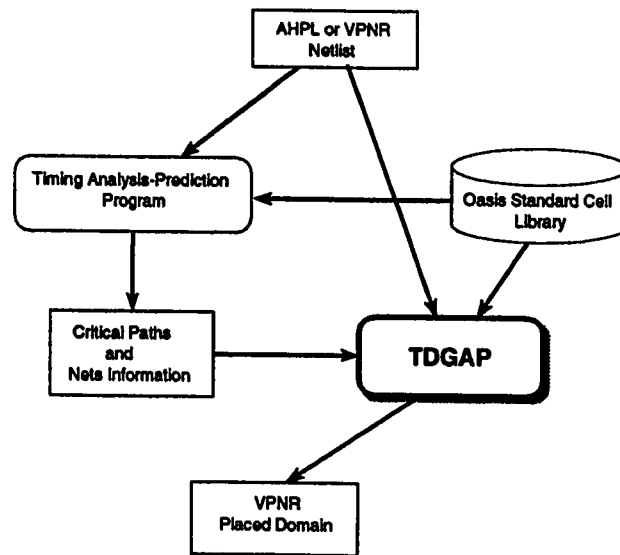 AHPL or VPNR
Netlist
Timing Analysis-Prediction
Program
Oasis Standard Cell
Library
Critical Paths
and
Nets Information
TDGAP
VPNR
Placed Domain